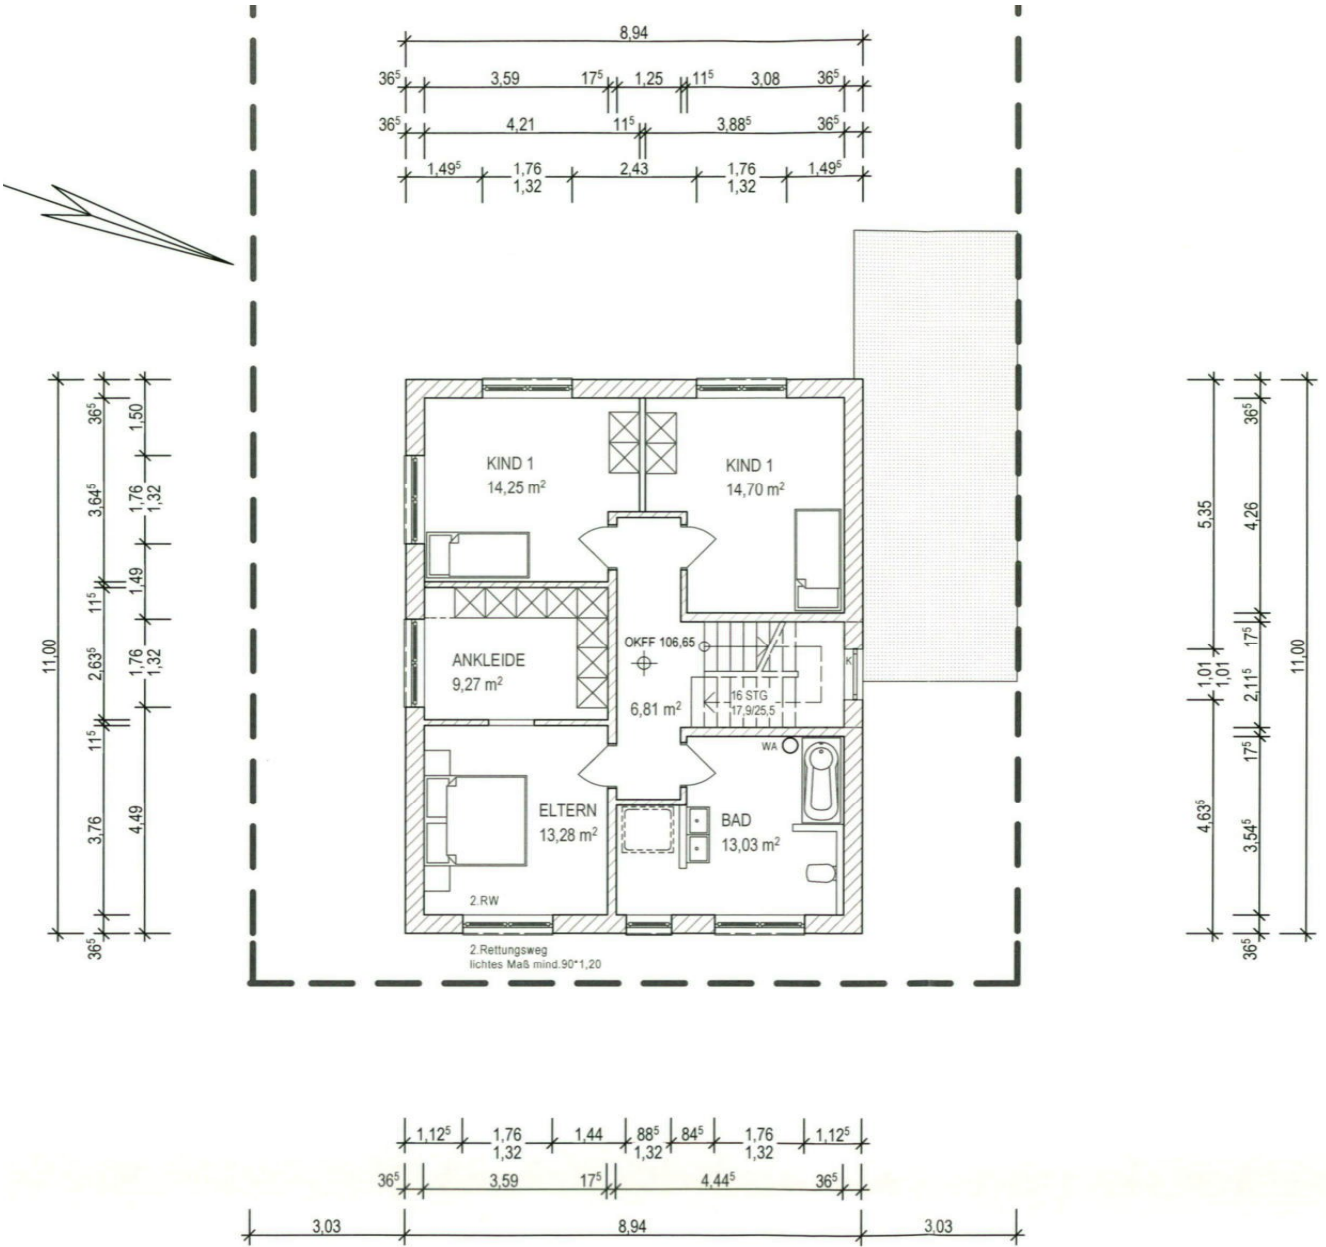 8,94
36⁵ 3,59 17⁵ 1,25 11⁵ 3,08 36⁵
36⁵ 4,21 11⁵ 3,88⁵ 36⁵
1,49⁵ 1,76 2,43 1,76 1,49⁵
1,32 1,32
11,00
36⁵ 3,64⁵ 11⁵ 2,63⁵ 11⁵ 3,76 36⁵
1,50 1,76 1,49 1,76 4,49
1,32 1,32
KIND 1
14,25 m²
KIND 1
14,70 m²
ANKLEIDE
9,27 m²
OKFF 106,65
6,81 m²
16 STG
17,9/25,5
K
WA
ELTERN
13,28 m²
BAD
13,03 m²
2.RW
2.Rettungsweg
lichtes Maß mind.90*1,20
5,35 1,01 4,63⁵
1,01
36⁵ 4,26 17⁵ 2,11⁵ 17⁵ 3,54⁵ 36⁵
11,00
1,12⁵ 1,76 1,44 88⁵ 84⁵ 1,76 1,12⁵
1,32 1,32 1,32
36⁵ 3,59 17⁵ 4,44⁵ 36⁵
3,03 8,94 3,03